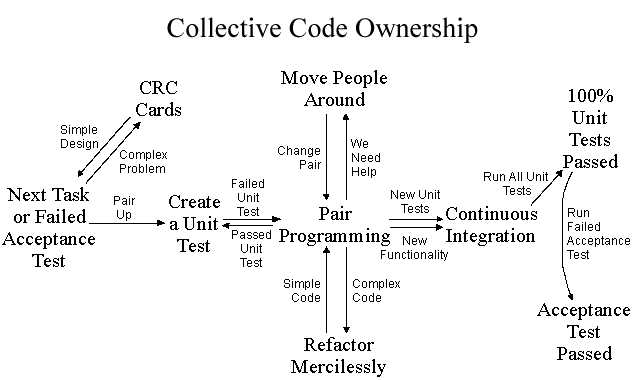 Collective Code Ownership
CRC
Cards
Simple
Design
Complex
Problem
Next Task
or Failed
Acceptance
Test
Pair
Up
Create
a Unit
Test
Failed
Unit
Test
Passed
Unit
Test
Move People
Around
Change
Pair
We
Need
Help
Pair
Programming
Simple
Code
Complex
Code
Refactor
Mercilessly
New Unit
Tests
New
Functionality
Continuous
Integration
Run All Unit
Tests
100%
Unit
Tests
Passed
Run
Failed
Acceptance
Test
Acceptance
Test
Passed